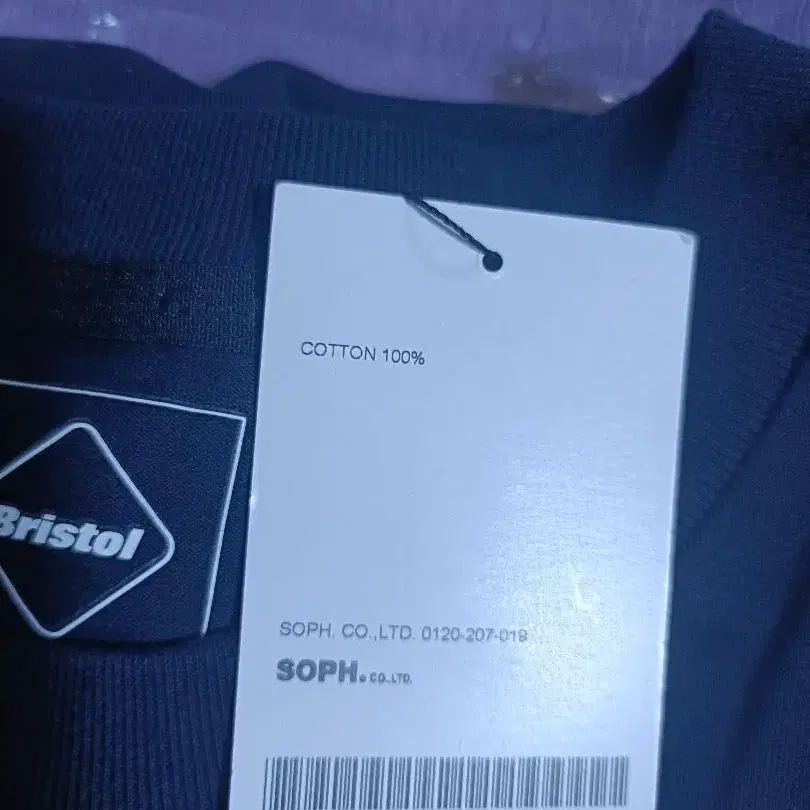 COTTON 100%
Bristol
SOPH. CO.,LTD. 0120-207-019
SOPH. CO.,LTD.